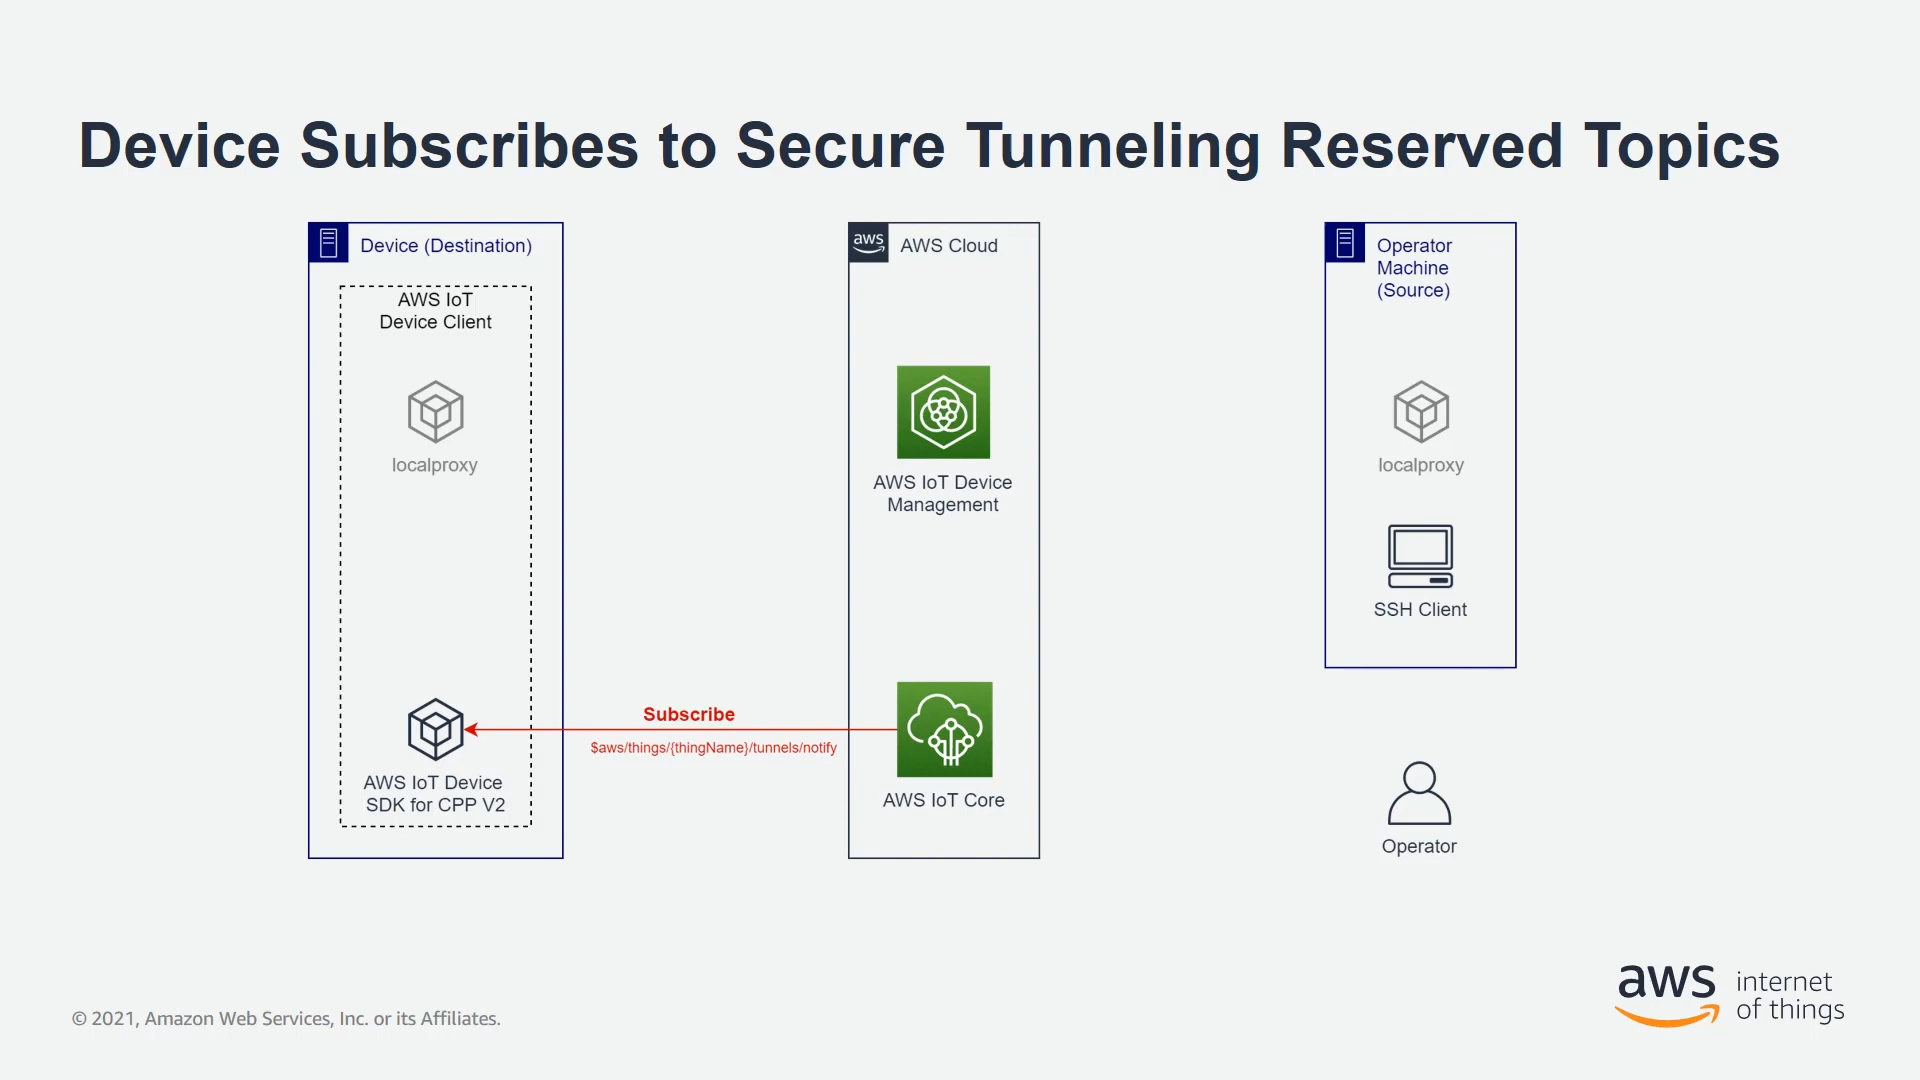 Device Subscribes to Secure Tunneling Reserved Topics
Device (Destination)
AWS IoT
Device Client
localproxy
AWS IoT Device
SDK for CPP V2
Subscribe
$aws/things/{thingName}/tunnels/notify
aws
AWS Cloud
AWS IoT Device
Management
AWS IoT Core
Operator
Machine
(Source)
localproxy
SSH Client
Operator
© 2021, Amazon Web Services, Inc. or its Affiliates.
aws
internet
of things